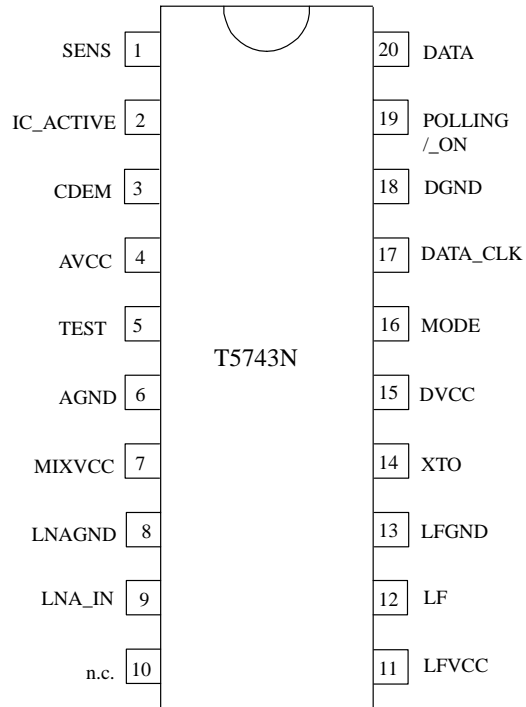 SENS 1 20 DATA
IC_ACTIVE 2 19 POLLING
/_ON
CDEM 3 18 DGND
AVCC 4 17 DATA_CLK
TEST 5 16 MODE
T5743N
AGND 6 15 DVCC
MIXVCC 7 14 XTO
LNAGND 8 13 LFGND
LNA_IN 9 12 LF
n.c. 10 11 LFVCC